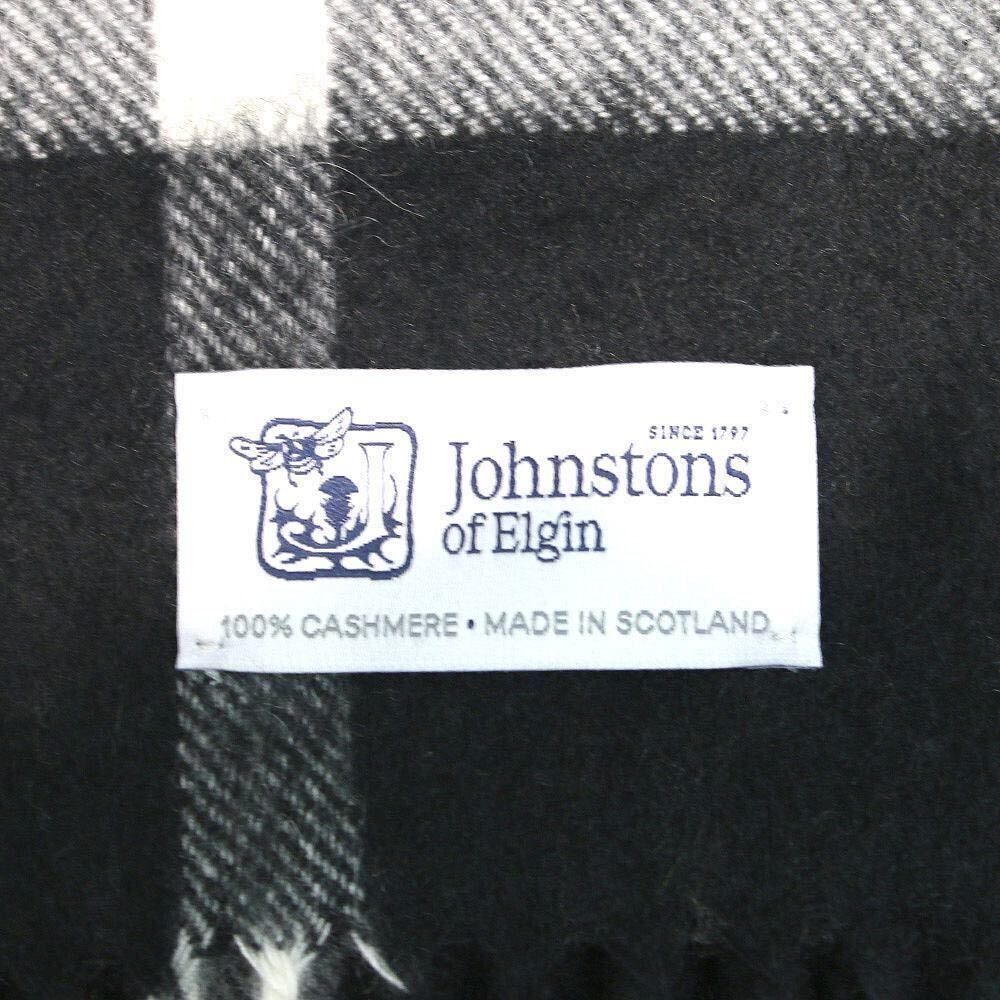 SINCE 1797
Johnstons
of Elgin
100% CASHMERE • MADE IN SCOTLAND